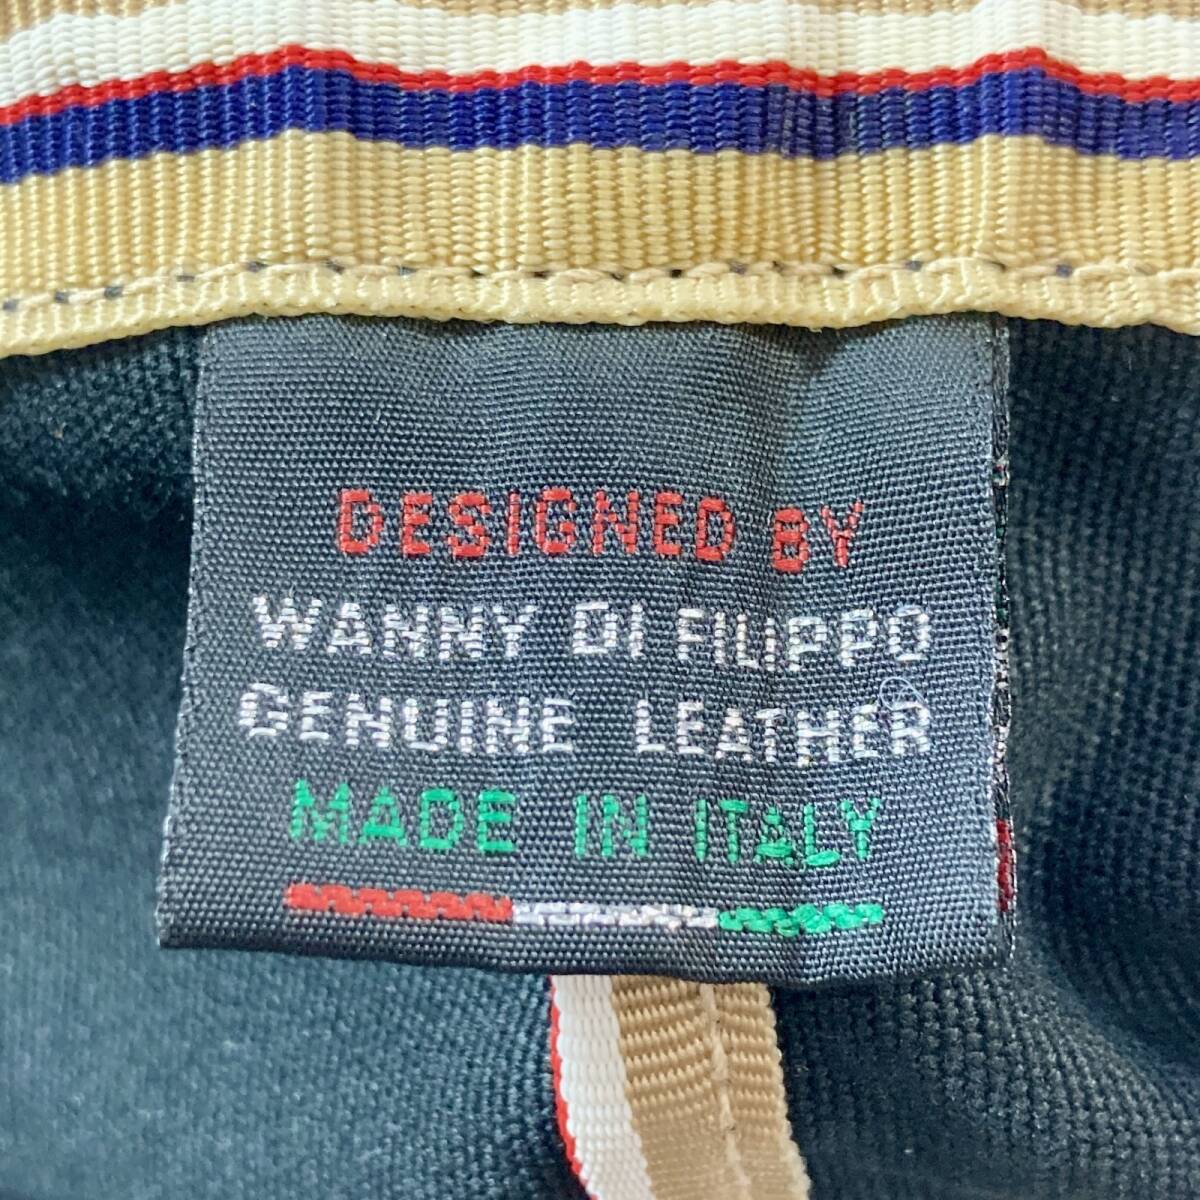 DESIGNED BY
WANNY DI FILIPPO
GENUINE LEATHER
MADE IN ITALY